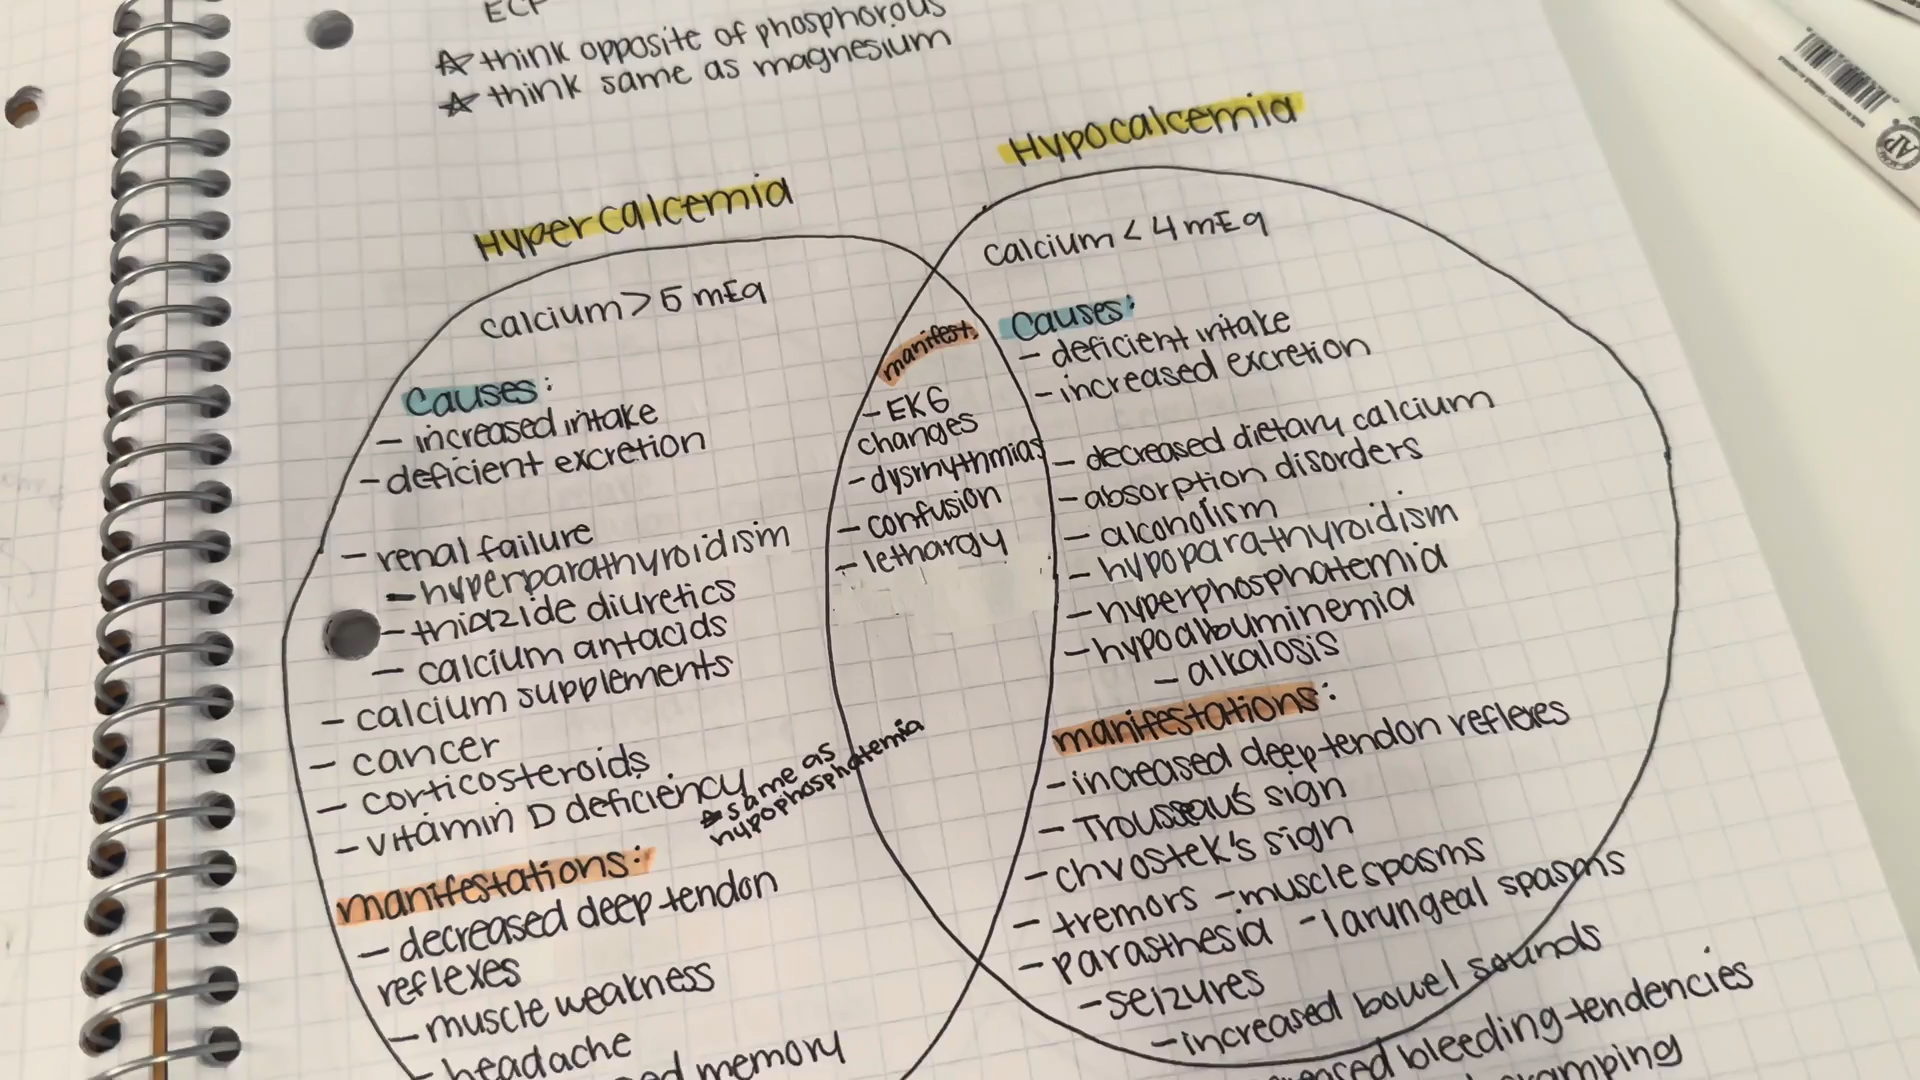 ECF
☆ think opposite of phosphorous
☆ think same as magnesium
Hypercalcemia
calcium > 5 mEq
Causes:
- increased intake
- deficient excretion
- renal failure
- hyperparathyroidism
- thiazide diuretics
- calcium antacids
- calcium supplements
- cancer
- corticosteroids
- vitamin D deficiency
☆ same as
hypophosphatemia
manifestations:
- decreased deep tendon
reflexes
- muscle weakness
- headache
memory
manifest.
- EKG
changes
- dysrhythmias
- confusion
- lethargy
Hypocalcemia
calcium < 4 mEq
Causes:
- deficient intake
- increased excretion
- decreased dietary calcium
- absorption disorders
- alcoholism
- hypoparathyroidism
- hyperphosphatemia
- hypoalbuminemia
- alkalosis
manifestations:
- increased deep tendon reflexes
- Trousseau's sign
- chvostek's sign
- tremors - muscle spasms
- parasthesia - laryngeal spasms
- seizures
- increased bowel sounds
bleeding tendencies
AP